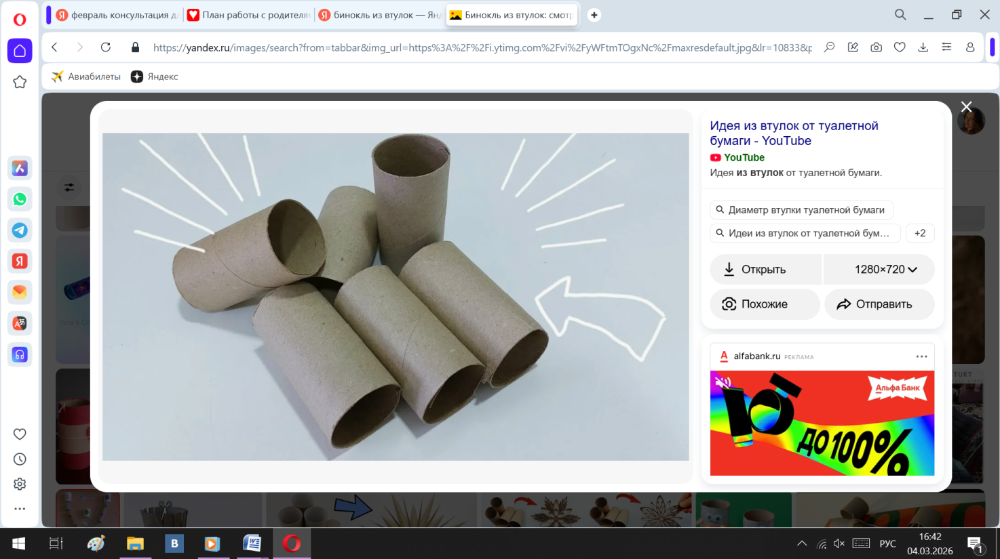 февраль консультация д
План работы с родителям
бинокль из втулок — Янд
Бинокль из втулок: смотр
https://yandex.ru/images/search?from=tabbar&img_url=https%3A%2F%2Fi.ytimg.com%2Fvi%2FyWFtmTOgxNc%2Fmaxresdefault.jpg&lr=10833&p
Авиабилеты
Яндекс
Идея из втулок от туалетной
бумаги - YouTube
YouTube
Идея из втулок от туалетной бумаги.
Диаметр втулки туалетной бумаги
Идеи из втулок от туалетной бум...
+2
Открыть
1280×720
Похожие
Отправить
alfabank.ru РЕКЛАМА
Альфа Банк
ДО 100%
РУС
16:42
04.03.2026
1